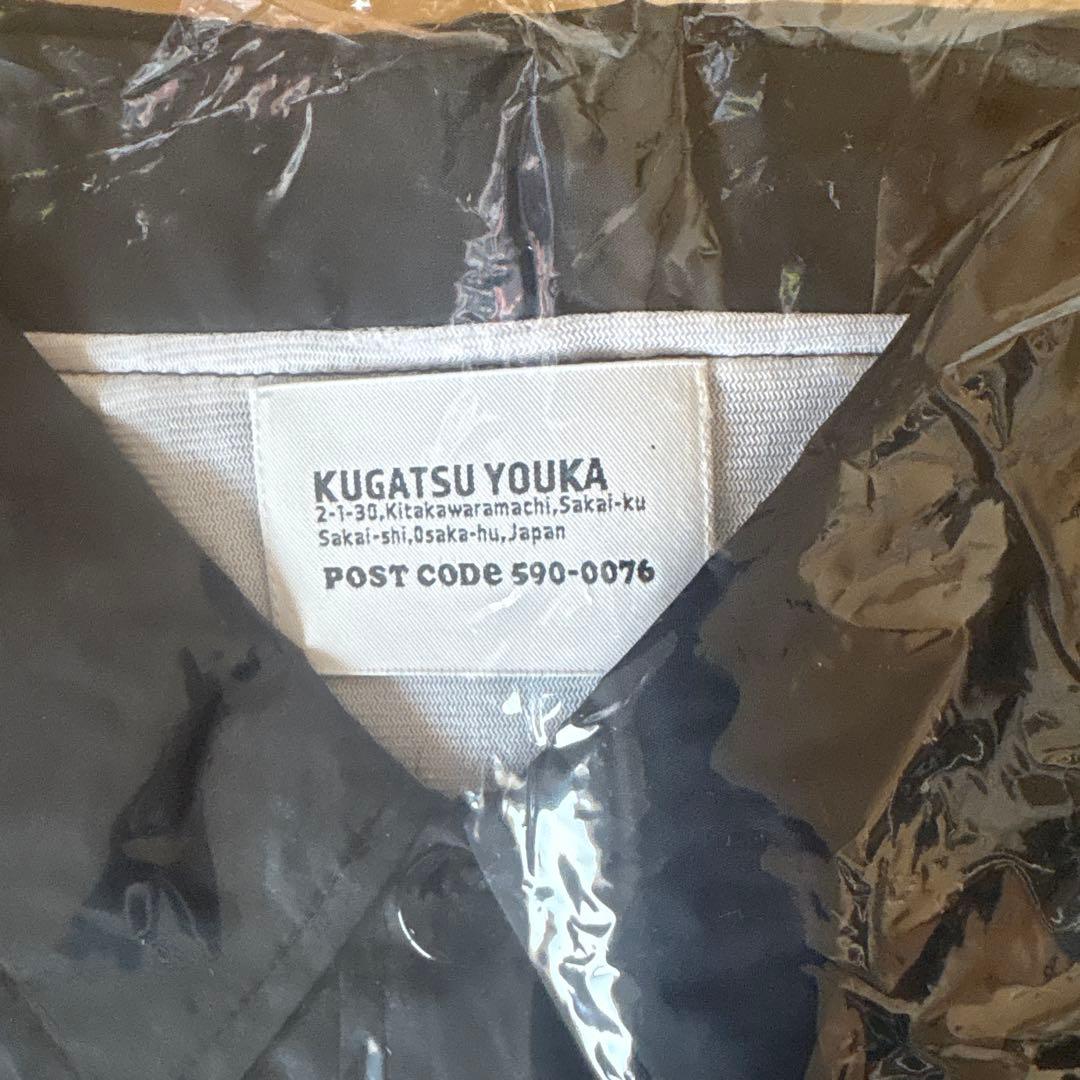 KUGATSU YOUKA
2-1-30,Kitakawaramachi,Sakai-ku
Sakai-shi,Osaka-hu,Japan
POST CODe 590-0076